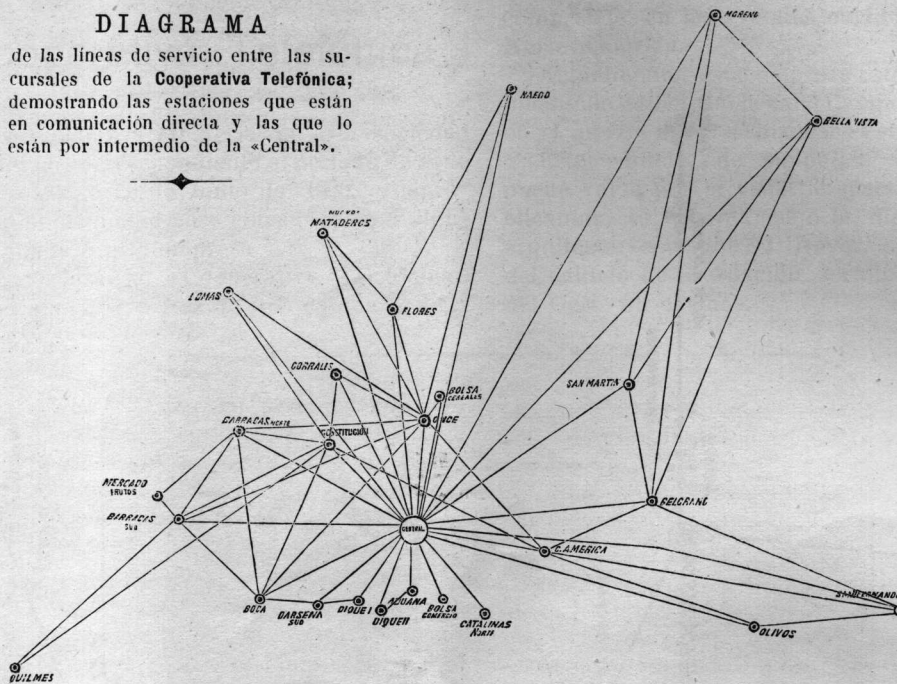 DIAGRAMA
de las líneas de servicio entre las su-
cursales de la Cooperativa Telefónica;
demostrando las estaciones que están
en comunicación directa y las que lo
están por intermedio de la «Central».
MORENO
HAEDO
BELLA VISTA
MATADEROS
LOMAS
FLORES
CORRALES
BOLSA
CEREALES
SAN MARTIN
ONCE
BARRACAS NORTE
CONSTITUCIÓN
MERCADO
FRUTOS
BELGRANO
BARRACAS
SUD
CENTRAL
C. AMERICA
BOCA
DARSENA
SUD
DIQUE I
DIQUE II
ADUANA
BOLSA
COMERCIO
CATALINAS
NORTE
SAN FERNANDO
OLIVOS
QUILMES